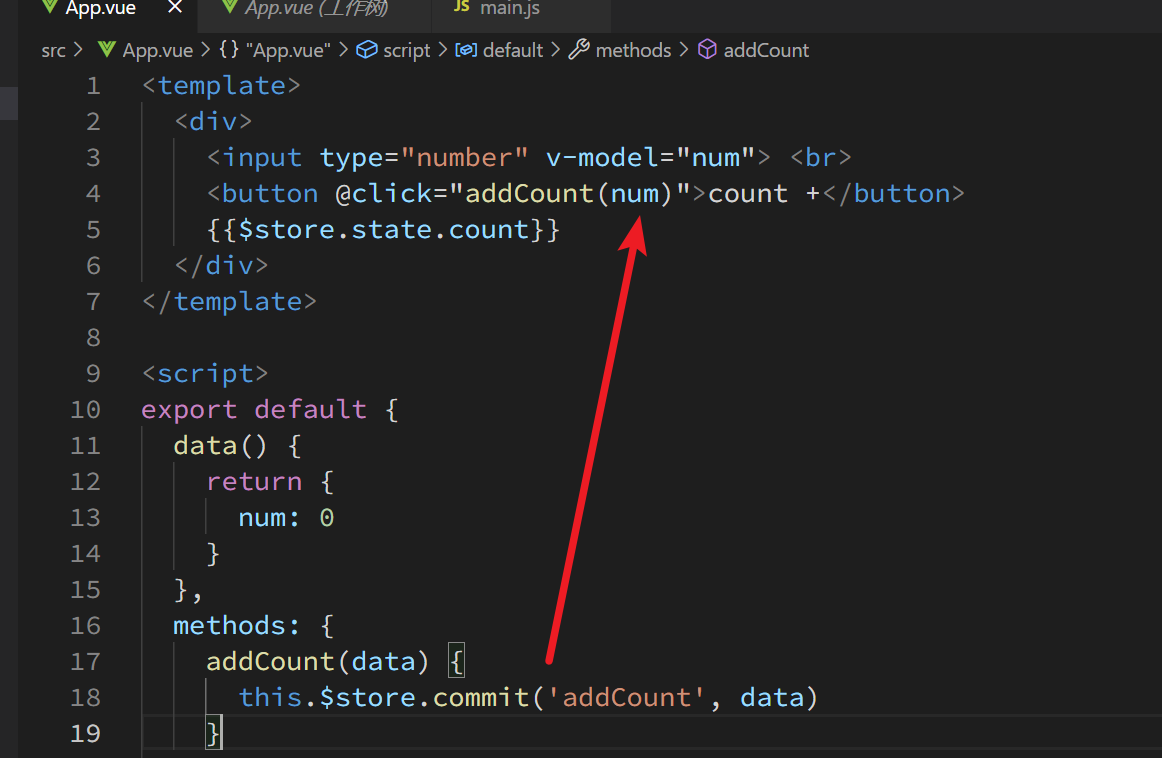 App.vue
App.vue (工作树)
JS main.js
src > App.vue > {} "App.vue" > script > default > methods > addCount
1 <template>
2 <div>
3 <input type="number" v-model="num"> <br>
4 <button @click="addCount(num)">count +</button>
5 {{$store.state.count}}
6 </div>
7 </template>
8
9 <script>
10 export default {
11 data() {
12 return {
13 num: 0
14 }
15 },
16 methods: {
17 addCount(data) {
18 this.$store.commit('addCount', data)
19 }